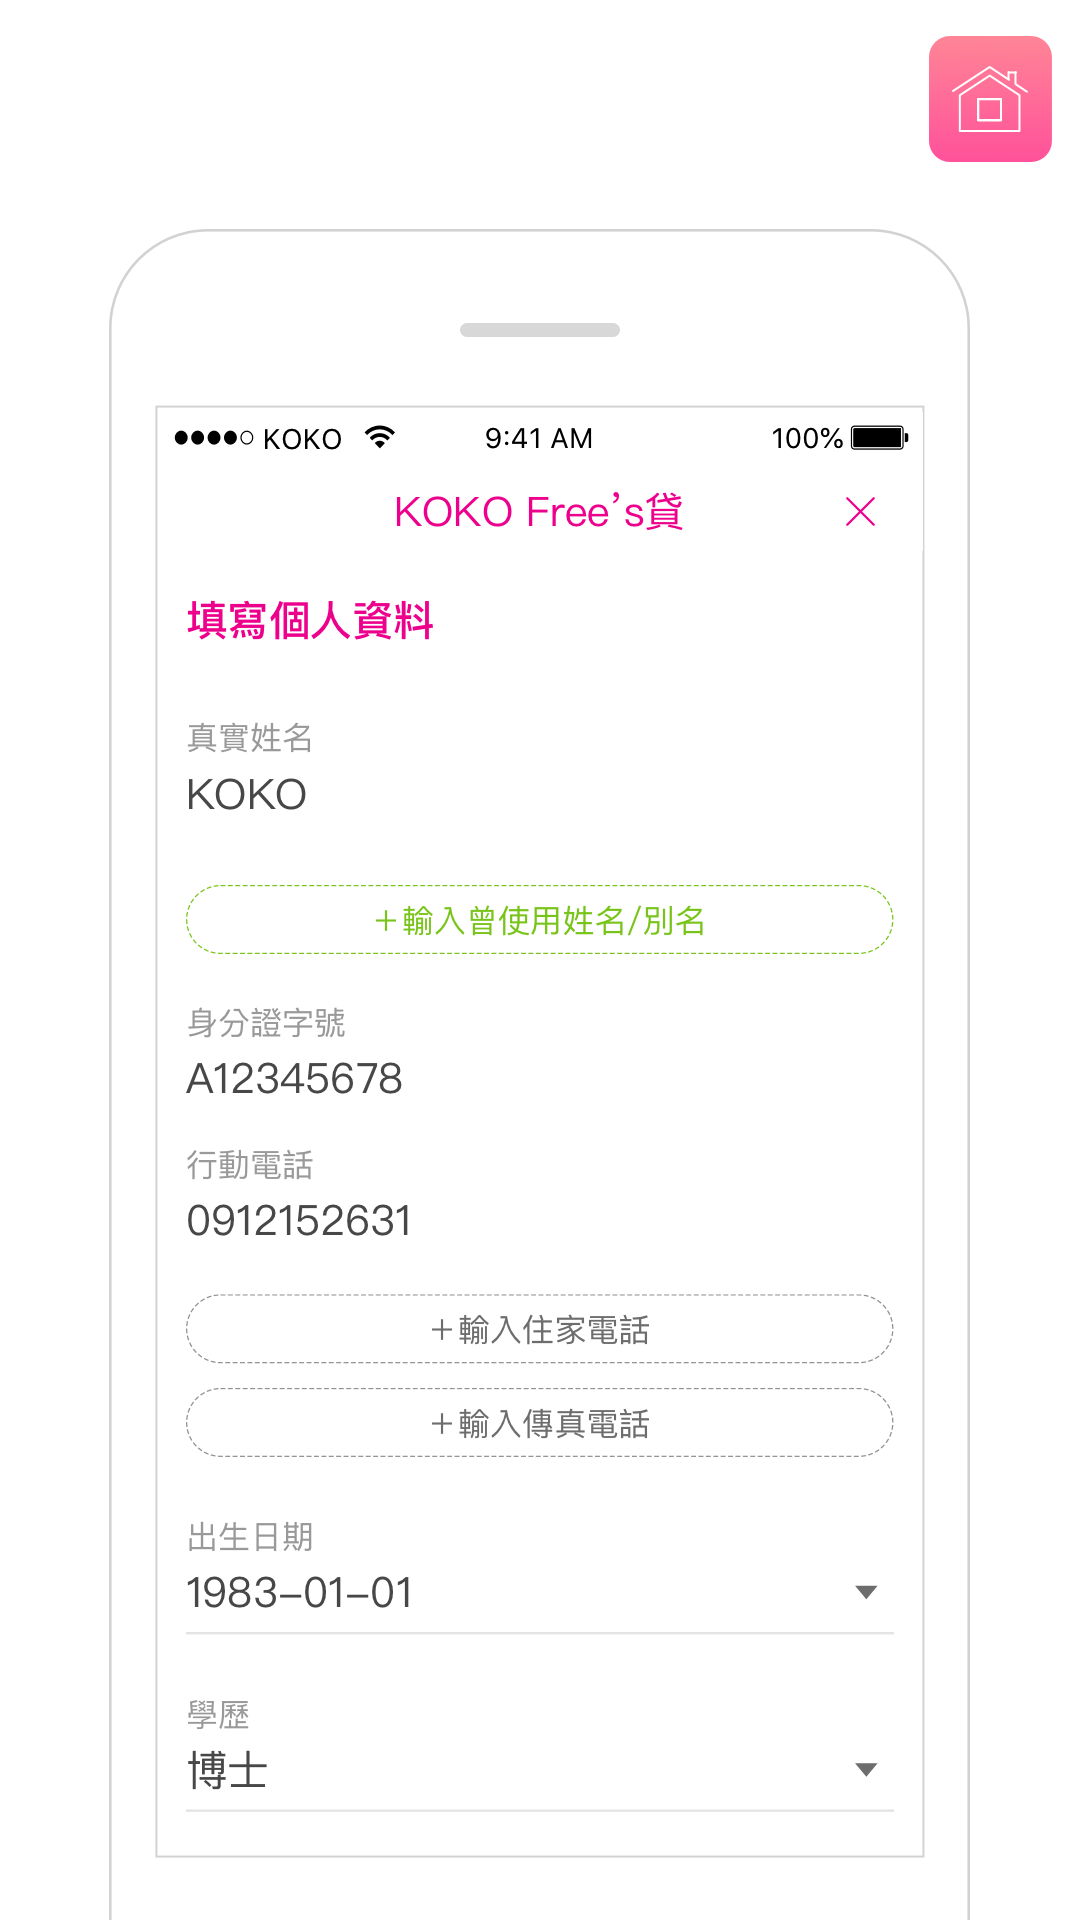 KOKO 9:41 AM 100%
KOKO Free's貸
填寫個人資料
真實姓名
KOKO
+輸入曾使用姓名/別名
身分證字號
A12345678
行動電話
0912152631
+輸入住家電話
+輸入傳真電話
出生日期
1983-01-01
學歷
博士